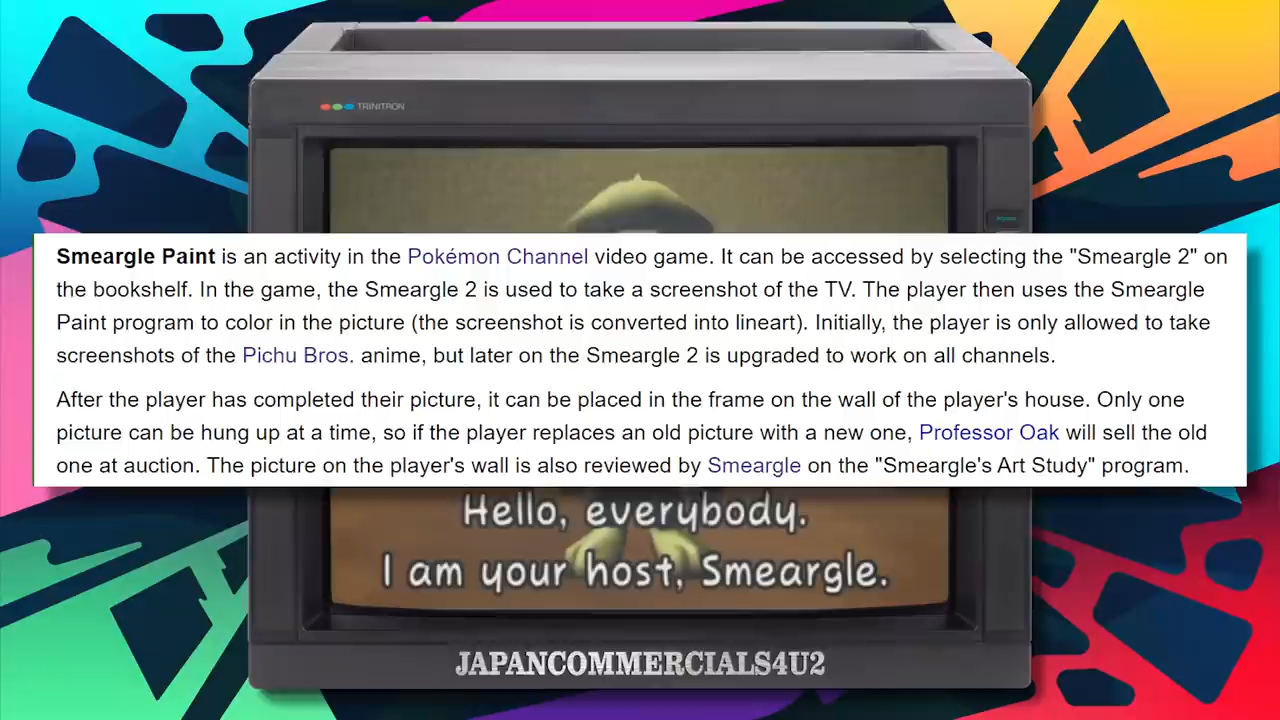 TRINITRON
Smeargle Paint is an activity in the Pokémon Channel video game. It can be accessed by selecting the "Smeargle 2" on
the bookshelf. In the game, the Smeargle 2 is used to take a screenshot of the TV. The player then uses the Smeargle
Paint program to color in the picture (the screenshot is converted into lineart). Initially, the player is only allowed to take
screenshots of the Pichu Bros. anime, but later on the Smeargle 2 is upgraded to work on all channels.
After the player has completed their picture, it can be placed in the frame on the wall of the player's house. Only one
picture can be hung up at a time, so if the player replaces an old picture with a new one, Professor Oak will sell the old
one at auction. The picture on the player's wall is also reviewed by Smeargle on the "Smeargle's Art Study" program.
Hello, everybody.
I am your host, Smeargle.
JAPANCOMMERCIALS4U2